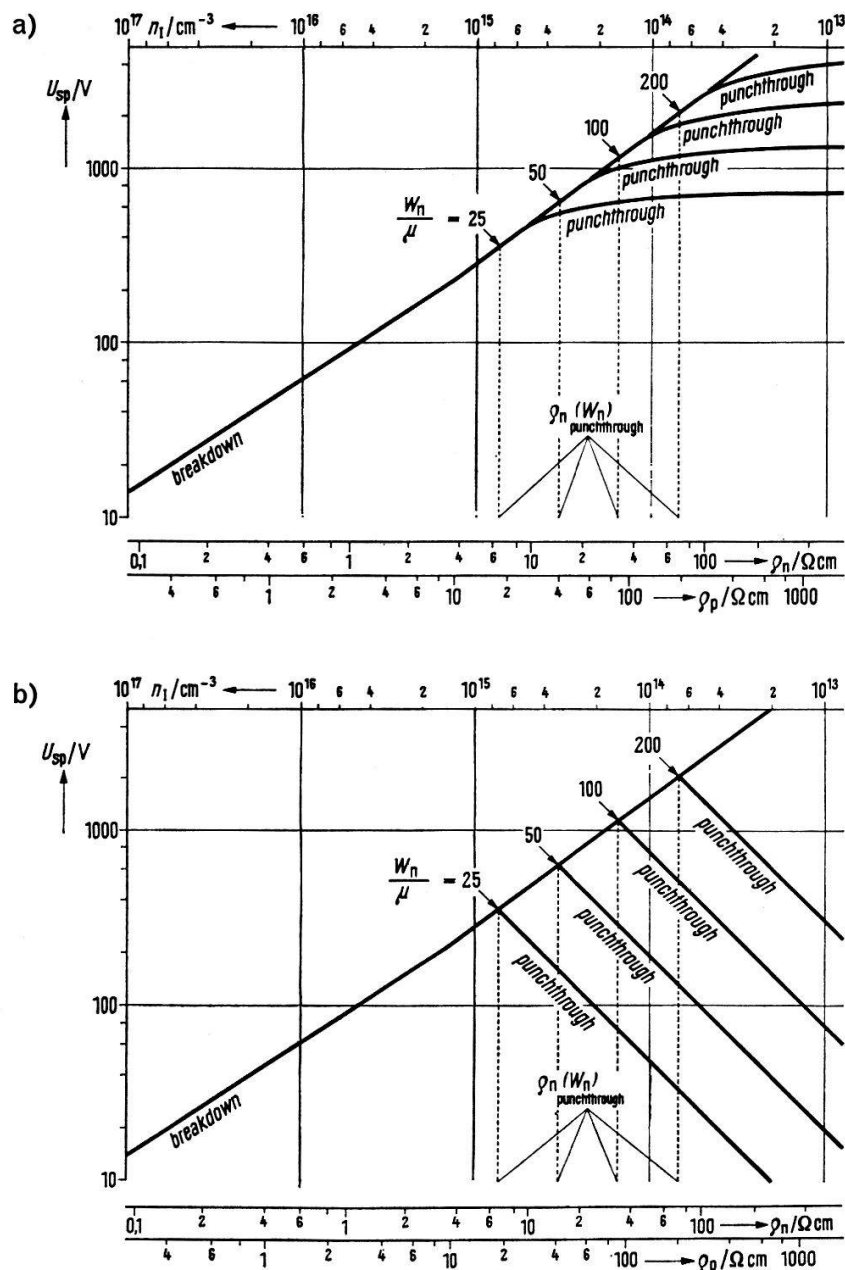 a)
10¹⁷ n_I/cm⁻³ ← 10¹⁶ 6 4 2 10¹⁵ 6 4 2 10¹⁴ 6 4 2 10¹³
U_sp/V
1000
100
10
200
100
50
W_n/μ = 25
punchthrough
punchthrough
punchthrough
punchthrough
breakdown
ϱ_n (W_n) punchthrough
0,1 2 4 6 1 2 4 6 10 2 4 6 100 → ϱ_n/Ωcm
4 6 1 2 4 6 10 2 4 6 100 → ϱ_p/Ωcm 1000
b)
10¹⁷ n_I/cm⁻³ ← 10¹⁶ 6 4 2 10¹⁵ 6 4 2 10¹⁴ 6 4 2 10¹³
U_sp/V
1000
100
10
200
100
50
W_n/μ = 25
punchthrough
punchthrough
punchthrough
punchthrough
breakdown
ϱ_n (W_n) punchthrough
0,1 2 4 6 1 2 4 6 10 2 4 6 100 → ϱ_n/Ωcm
4 6 1 2 4 6 10 2 4 6 100 → ϱ_p/Ωcm 1000